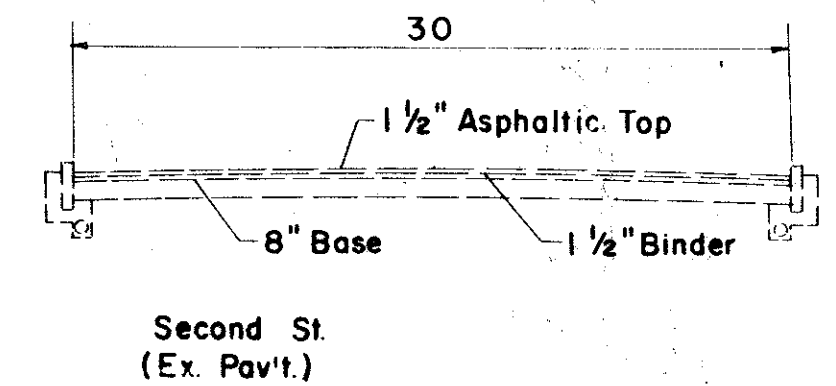 30
1 1/2" Asphaltic Top
8" Base
1 1/2" Binder
Second St.
(Ex. Pav't.)